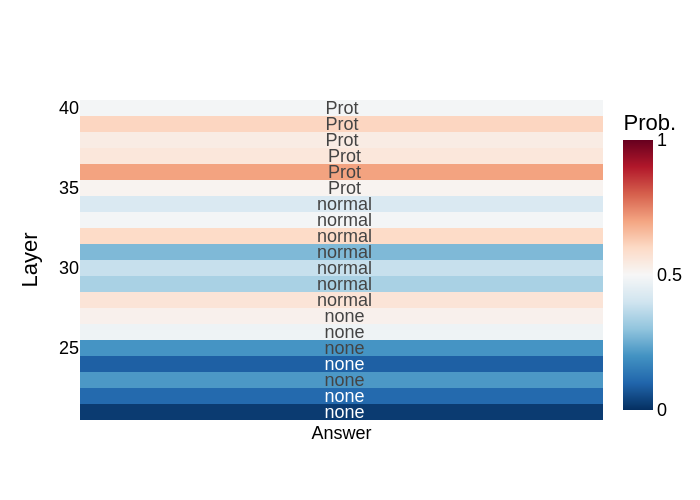 Prob.
1
0.5
0
Layer
40
35
30
25
Prot
Prot
Prot
Prot
Prot
Prot
normal
normal
normal
normal
normal
normal
normal
none
none
none
none
none
none
none
Answer